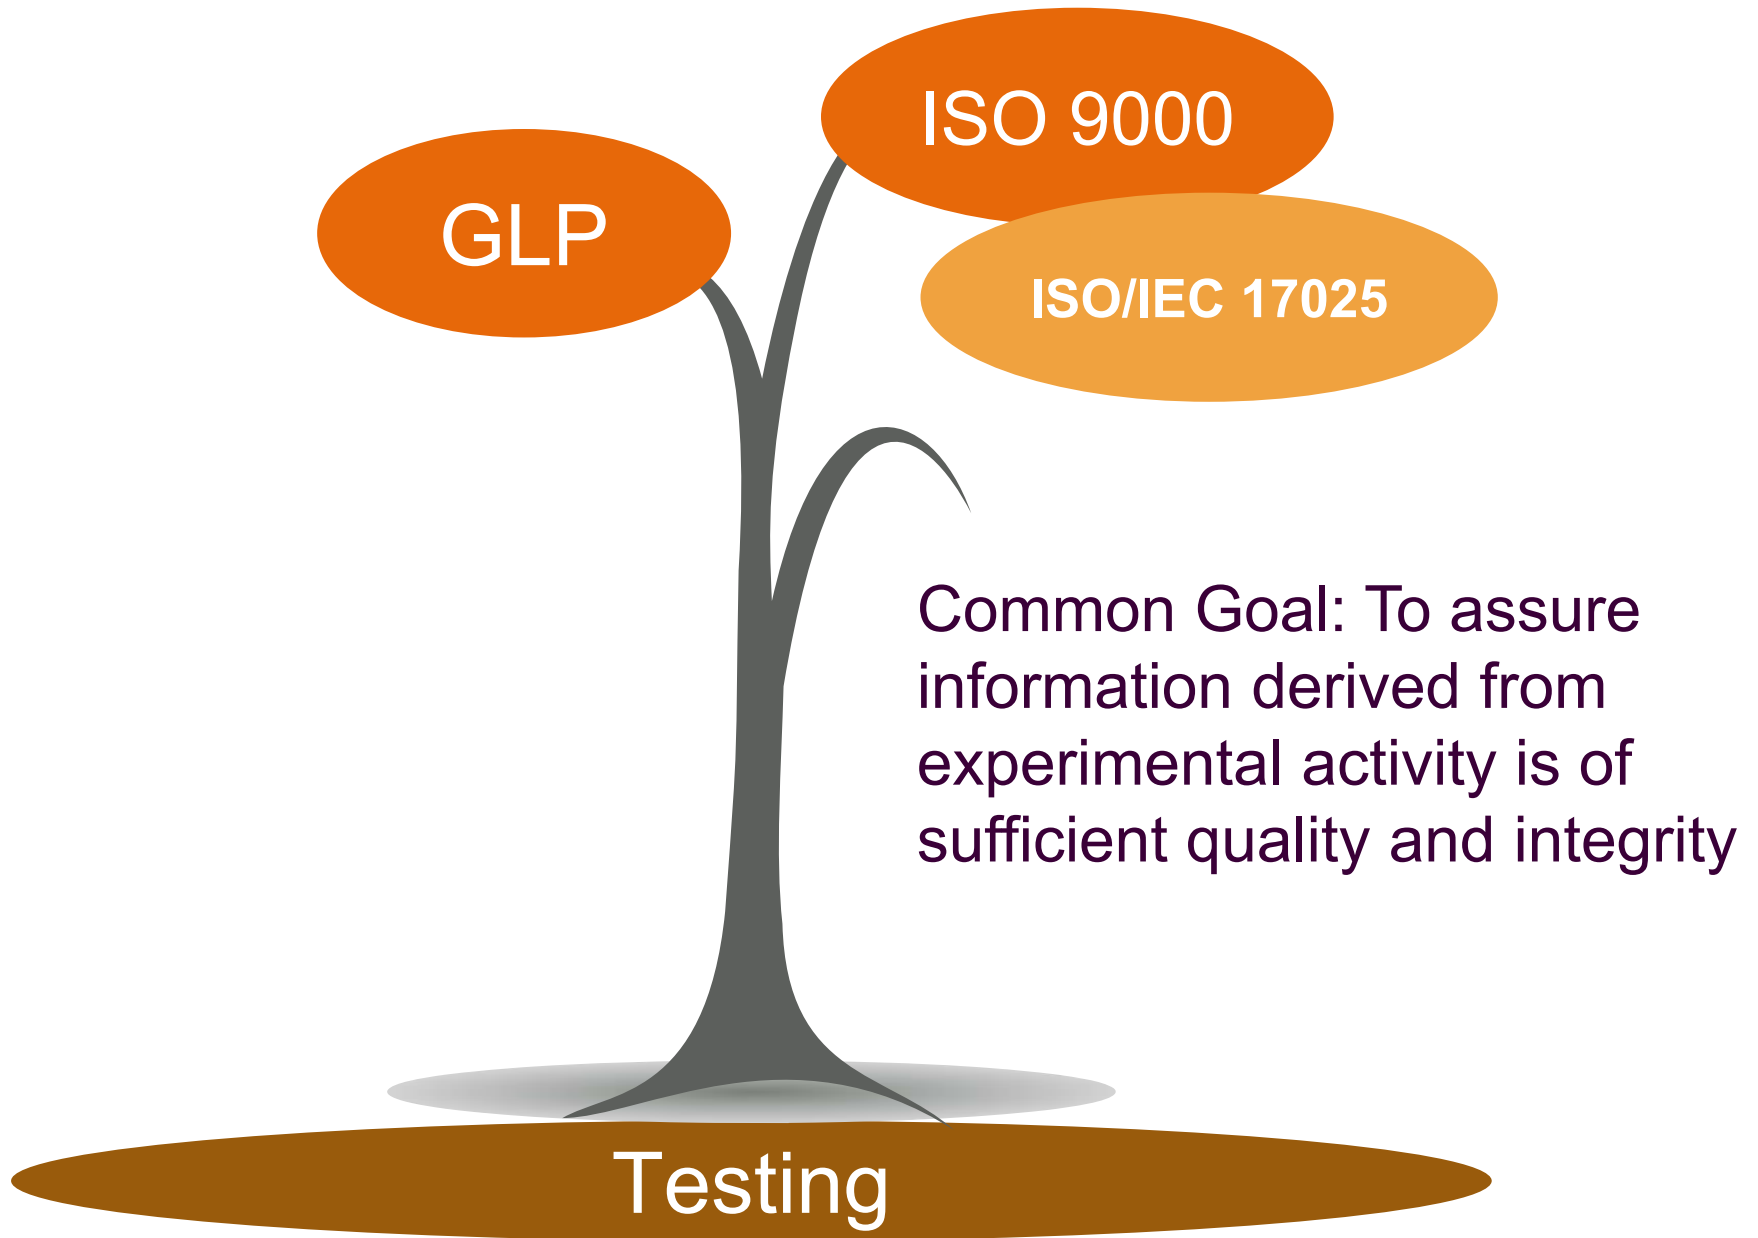 ISO 9000
GLP
ISO/IEC 17025
Common Goal: To assure
information derived from
experimental activity is of
sufficient quality and integrity
Testing